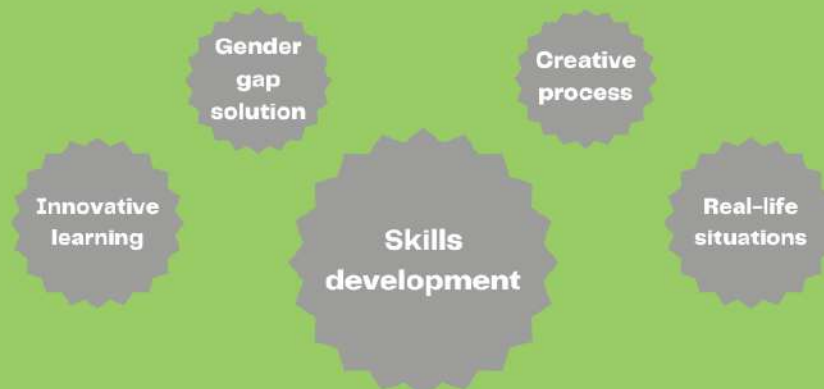 Gender
gap
solution
Creative
process
Innovative
learning
Real-life
situations
Skills
development